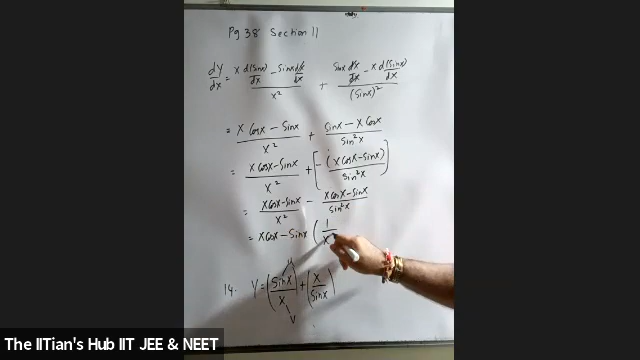 Pg 38 Section 11
dy/dx = (x d(sinx)/dx - sinx dx/dx)/x² + (sinx dx/dx - x d(sinx)/dx)/(sinx)²
= (x cosx - sinx)/x² + (sinx - x cosx)/sin²x
= (x cosx - sinx)/x² + [-(x cosx - sinx)/sin²x]
= (x cosx - sinx)/x² - (x cosx - sinx)/sin²x
= x cosx - sinx (1/x
u
14. Y = (sinx/x) + (x/sinx)
v
The IITian's Hub IIT JEE & NEET